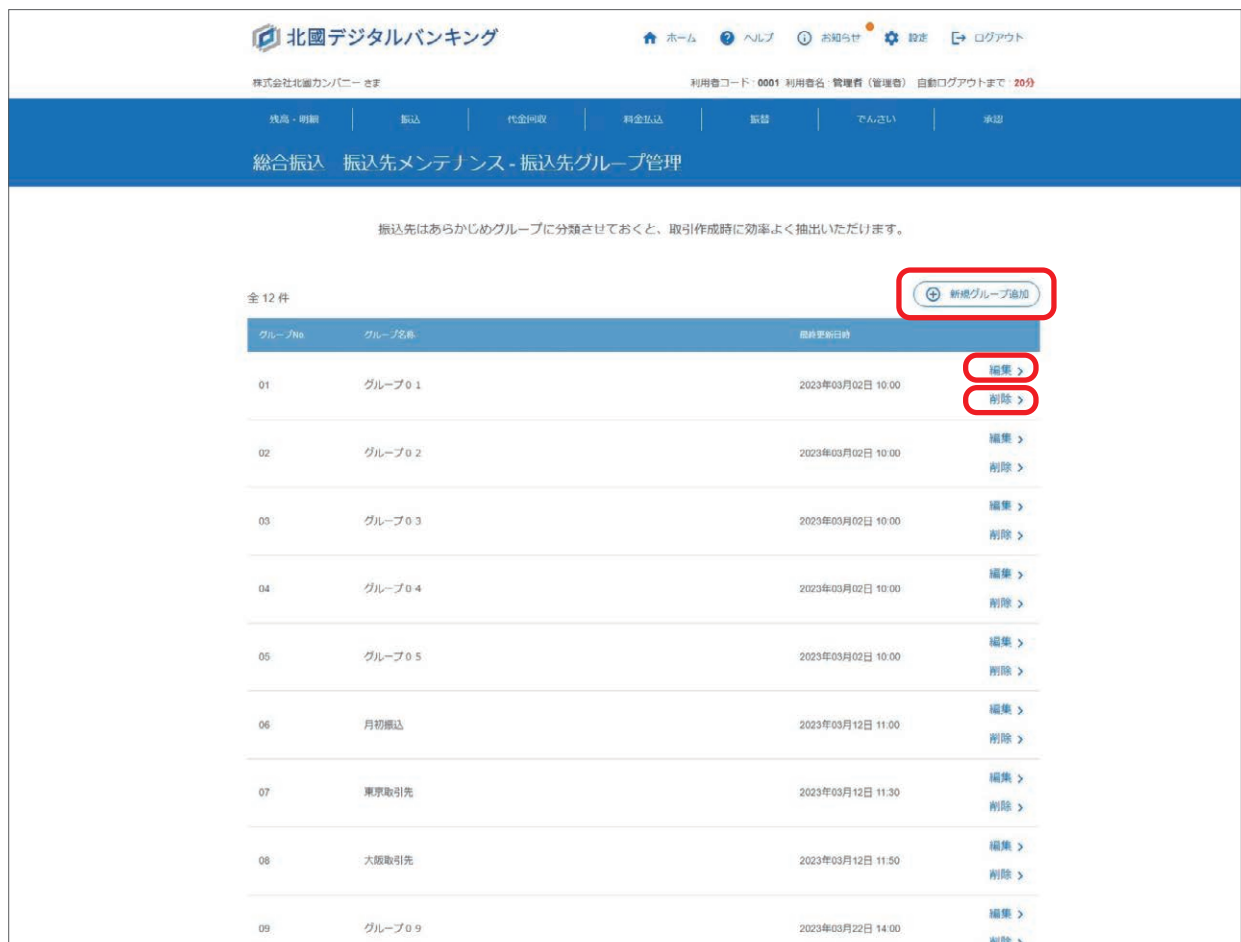 北國デジタルバンキング
ホーム ヘルプ お知らせ 設定 ログアウト
株式会社北國カンパニー さま 利用者コード:0001 利用者名:管理者(管理者) 自動ログアウトまで:20分
残高・明細 振込 代金回収 料金払込 振替 でんさい 承認
総合振込 振込先メンテナンス - 振込先グループ管理
振込先はあらかじめグループに分類させておくと、取引作成時に効率よく抽出いただけます。
全 12 件 新規グループ追加
グループNo. グループ名称 最終更新日時
編集
01 グループ01 2023年03月02日 10:00
削除
編集
02 グループ02 2023年03月02日 10:00
削除
編集
03 グループ03 2023年03月02日 10:00
削除
編集
04 グループ04 2023年03月02日 10:00
削除
編集
05 グループ05 2023年03月02日 10:00
削除
編集
06 月初振込 2023年03月12日 11:00
削除
編集
07 東京取引先 2023年03月12日 11:30
削除
編集
08 大阪取引先 2023年03月12日 11:50
削除
編集
09 グループ09 2023年03月22日 14:00
削除